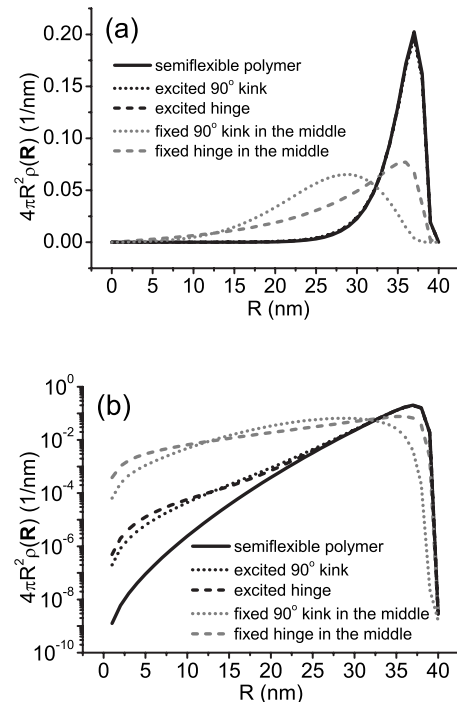 (a)
0.20
0.15
0.10
0.05
0.00
4πR²ρ(R) (1/nm)
semiflexible polymer
excited 90° kink
excited hinge
fixed 90° kink in the middle
fixed hinge in the middle
0 5 10 15 20 25 30 35 40
R (nm)
(b)
10⁰
10⁻²
10⁻⁴
10⁻⁶
10⁻⁸
10⁻¹⁰
4πR²ρ(R) (1/nm)
semiflexible polymer
excited 90° kink
excited hinge
fixed 90° kink in the middle
fixed hinge in the middle
0 5 10 15 20 25 30 35 40
R (nm)